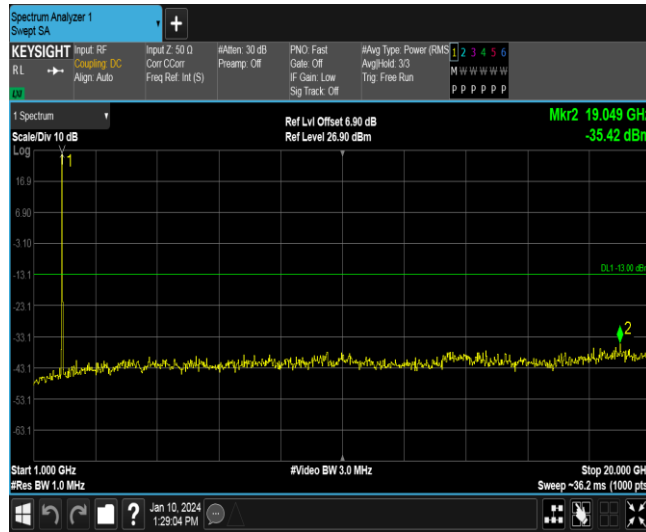 Spectrum Analyzer 1
Swept SA
KEYSIGHT
RL
LXI
Input: RF
Coupling: DC
Align: Auto
Input Z: 50 Ω
Corr CCorr
Freq Ref: Int (S)
#Atten: 30 dB
Preamp: Off
PNO: Fast
Gate: Off
IF Gain: Low
Sig Track: Off
#Avg Type: Power (RMS
Avg|Hold: 3/3
Trig: Free Run
1 2 3 4 5 6
M W W W W W
P P P P P P
1 Spectrum
Scale/Div 10 dB
Log
Ref Lvl Offset 6.90 dB
Ref Level 26.90 dBm
Mkr2 19.049 GHz
-35.42 dBm
1
16.9
6.90
-3.10
-13.1
DL1 -13.00 dBm
-23.1
-33.1
2
-43.1
-53.1
-63.1
Start 1.000 GHz
#Res BW 1.0 MHz
#Video BW 3.0 MHz
Stop 20.000 GHz
Sweep ~36.2 ms (1000 pts)
?
Jan 10, 2024
1:29:04 PM